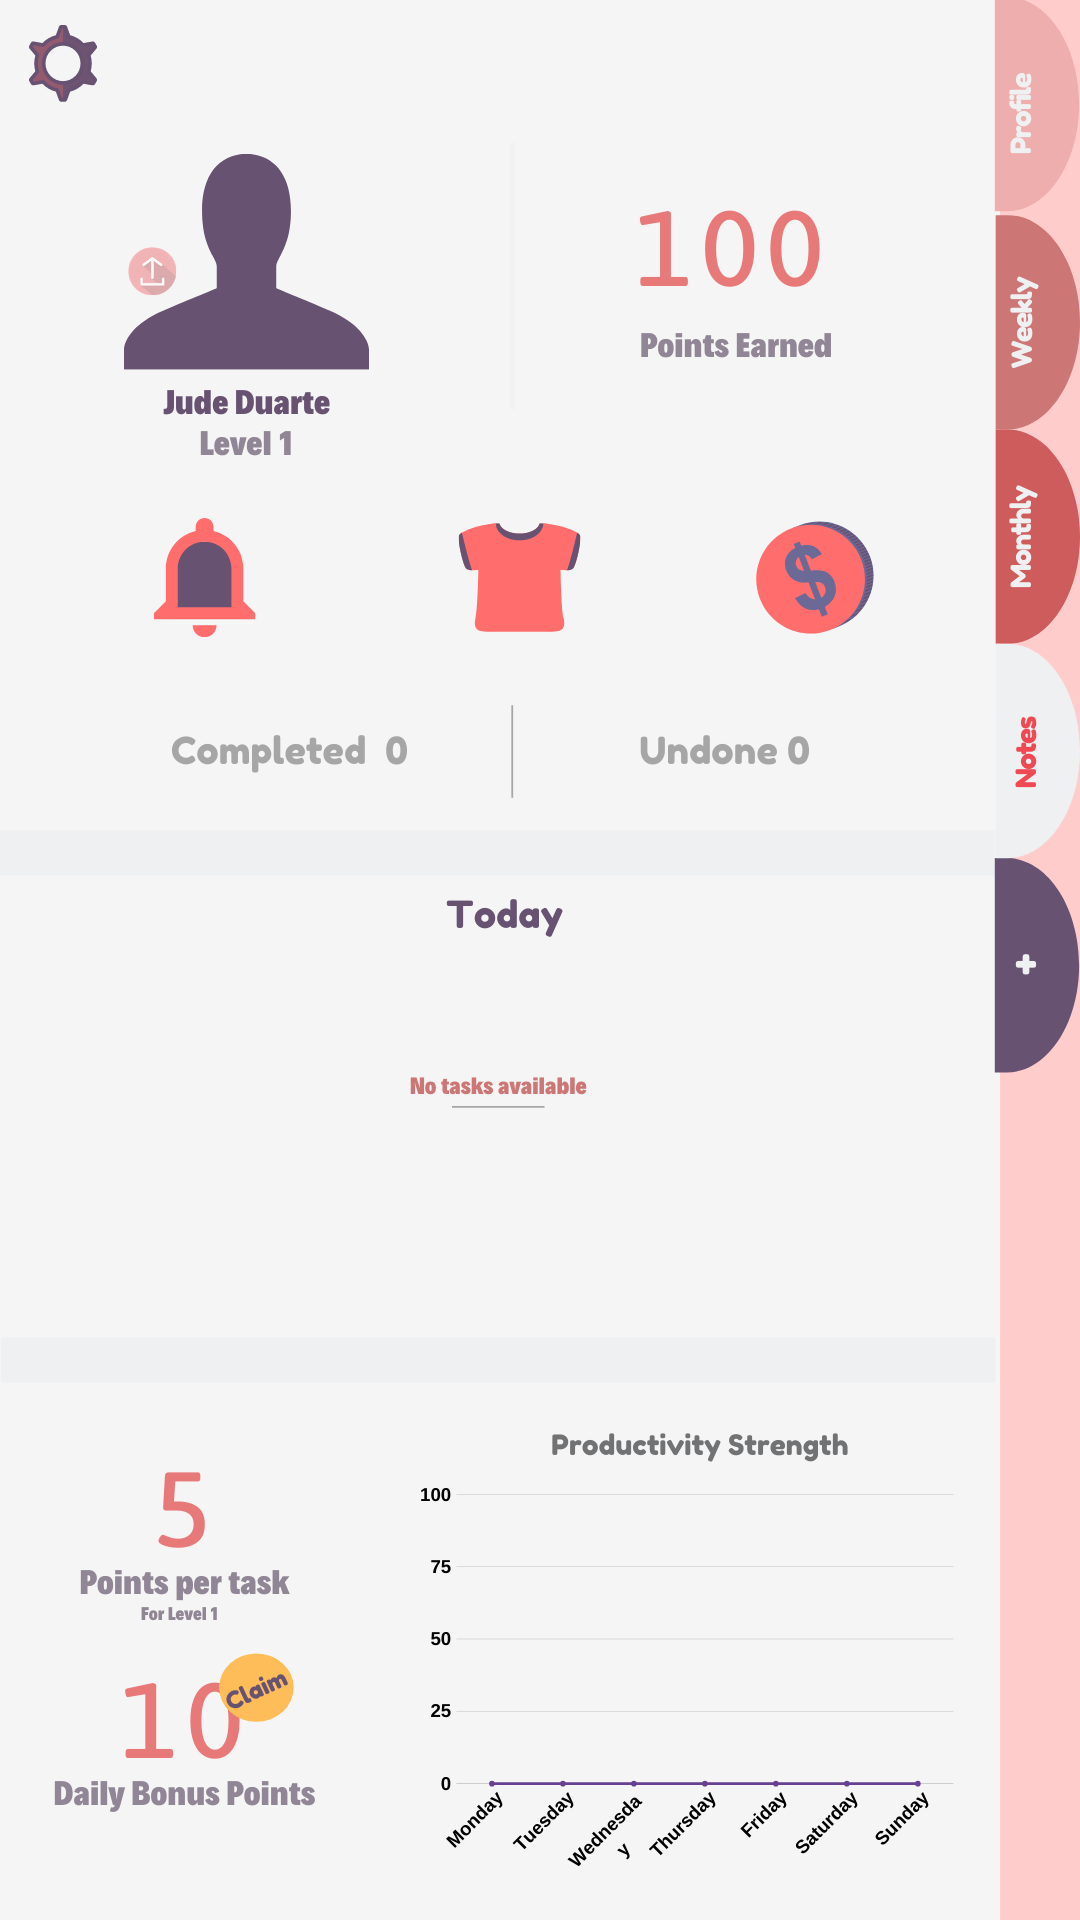 Profile
100
Points Earned
Weekly
Jude Duarte
Level 1
Monthly
$
Completed 0
Undone 0
Notes
Today
+
No tasks available
Productivity Strength
5
Points per task
For Level 1
Claim
10
Daily Bonus Points
100
75
50
25
0
Monday
Tuesday
Wednesda
y
Thursday
Friday
Saturday
Sunday